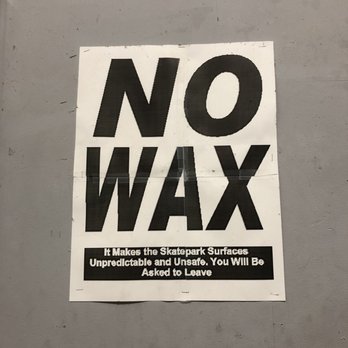 NO
WAX
It Makes the Skatepark Surfaces
Unpredictable and Unsafe. You Will Be
Asked to Leave